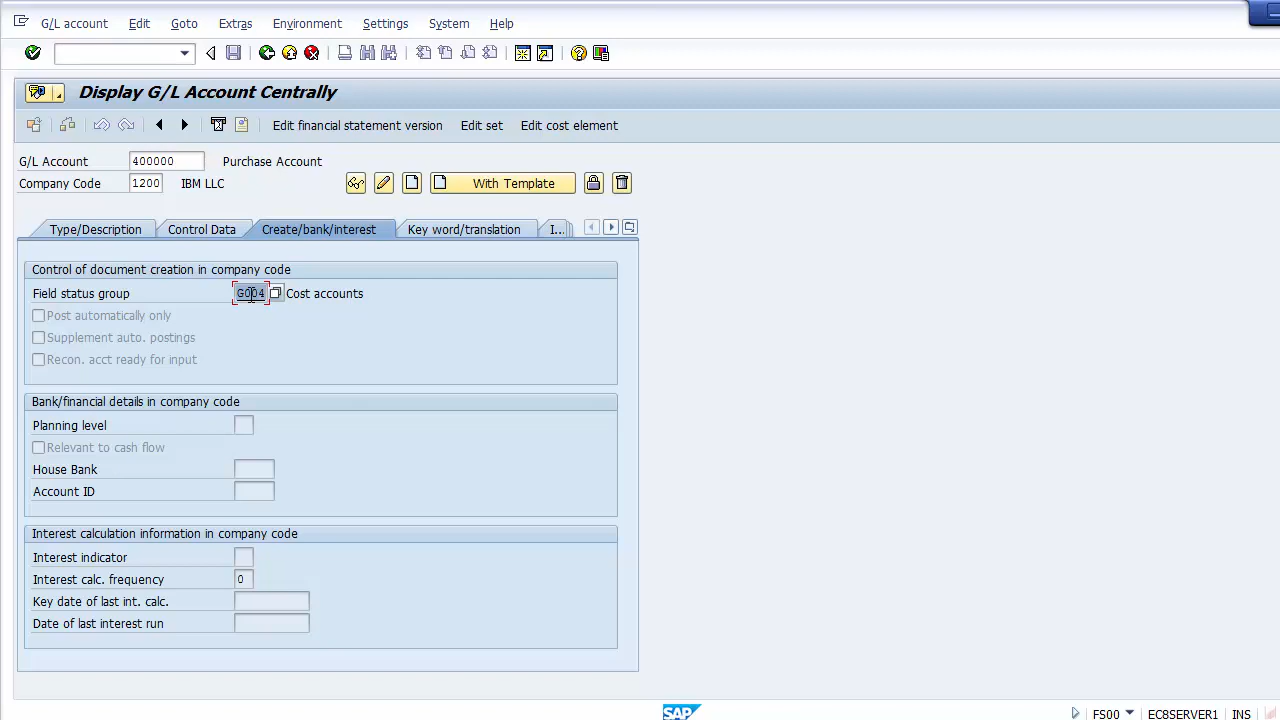 G/L account Edit Goto Extras Environment Settings System Help
Display G/L Account Centrally
Edit financial statement version Edit set Edit cost element
G/L Account 400000 Purchase Account
Company Code 1200 IBM LLC With Template
Type/Description Control Data Create/bank/interest Key word/translation I...
Control of document creation in company code
Field status group G004 Cost accounts
Post automatically only
Supplement auto. postings
Recon. acct ready for input
Bank/financial details in company code
Planning level
Relevant to cash flow
House Bank
Account ID
Interest calculation information in company code
Interest indicator
Interest calc. frequency 0
Key date of last int. calc.
Date of last interest run
SAP FS00 EC8SERVER1 INS